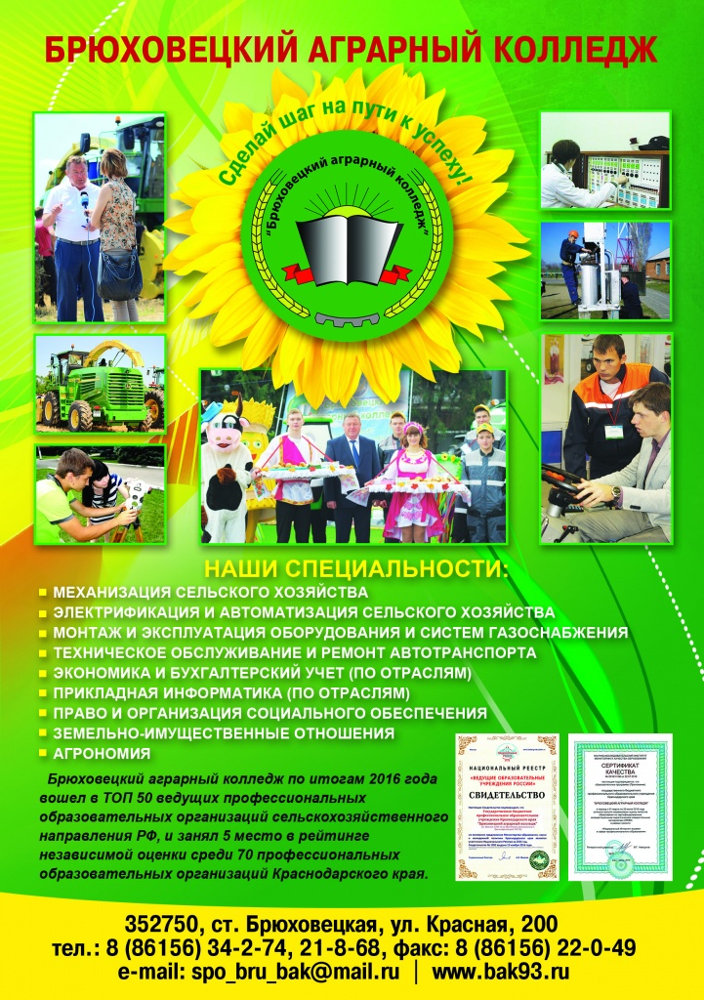 БРЮХОВЕЦКИЙ АГРАРНЫЙ КОЛЛЕДЖ
Сделай шаг на пути к успеху!
"Брюховецкий аграрный колледж"
НАШИ СПЕЦИАЛЬНОСТИ:
МЕХАНИЗАЦИЯ СЕЛЬСКОГО ХОЗЯЙСТВА
ЭЛЕКТРИФИКАЦИЯ И АВТОМАТИЗАЦИЯ СЕЛЬСКОГО ХОЗЯЙСТВА
МОНТАЖ И ЭКСПЛУАТАЦИЯ ОБОРУДОВАНИЯ И СИСТЕМ ГАЗОСНАБЖЕНИЯ
ТЕХНИЧЕСКОЕ ОБСЛУЖИВАНИЕ И РЕМОНТ АВТОТРАНСПОРТА
ЭКОНОМИКА И БУХГАЛТЕРСКИЙ УЧЕТ (ПО ОТРАСЛЯМ)
ПРИКЛАДНАЯ ИНФОРМАТИКА (ПО ОТРАСЛЯМ)
ПРАВО И ОРГАНИЗАЦИЯ СОЦИАЛЬНОГО ОБЕСПЕЧЕНИЯ
ЗЕМЕЛЬНО-ИМУЩЕСТВЕННЫЕ ОТНОШЕНИЯ
АГРОНОМИЯ
Брюховецкий аграрный колледж по итогам 2016 года
вошел в ТОП 50 ведущих профессиональных
образовательных организаций сельскохозяйственного
направления РФ, и занял 5 место в рейтинге
независимой оценки среди 70 профессиональных
образовательных организаций Краснодарского края.
НАЦИОНАЛЬНЫЙ РЕЕСТР
«ВЕДУЩИЕ ОБРАЗОВАТЕЛЬНЫЕ
УЧРЕЖДЕНИЯ РОССИИ»
СВИДЕТЕЛЬСТВО
СЕРТИФИКАТ
КАЧЕСТВА
352750, ст. Брюховецкая, ул. Красная, 200
тел.: 8 (86156) 34-2-74, 21-8-68, факс: 8 (86156) 22-0-49
e-mail: spo_bru_bak@mail.ru | www.bak93.ru